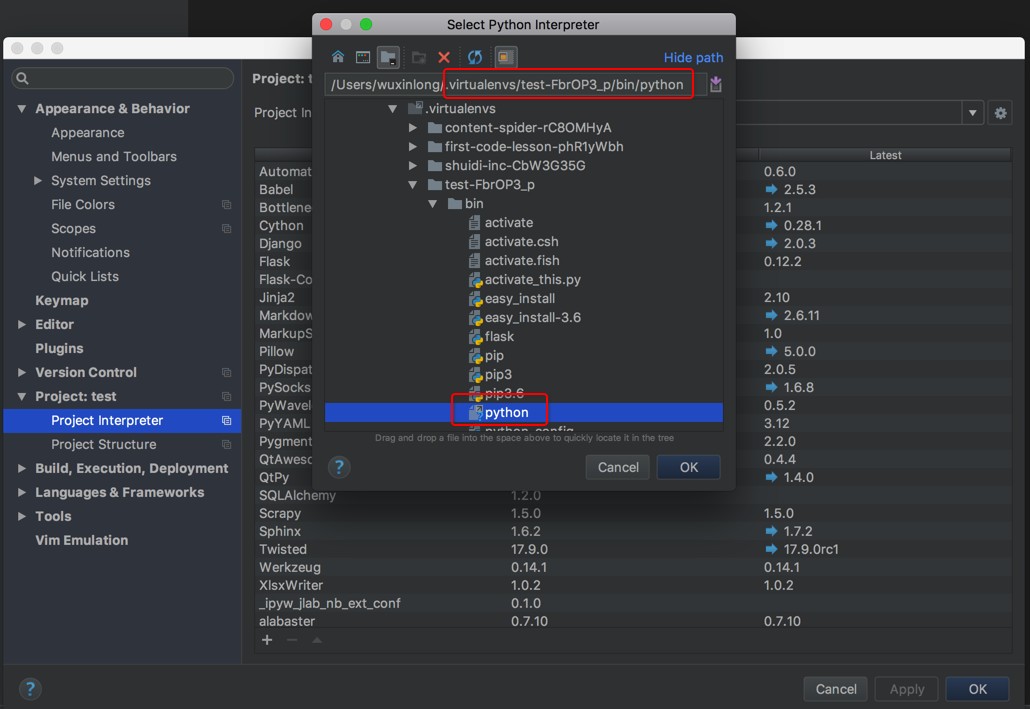 Select Python Interpreter
Hide path
/Users/wuxinlong/.virtualenvs/test-FbrOP3_p/bin/python
.virtualenvs
content-spider-rC8OMHyA
first-code-lesson-phR1yWbh
shuidi-inc-CbW3G35G
test-FbrOP3_p
bin
activate
activate.csh
activate.fish
activate_this.py
easy_install
easy_install-3.6
flask
pip
pip3
pip3.6
python
python-config
Drag and drop a file into the space above to quickly locate it in the tree
?
Cancel
OK
Appearance & Behavior
Appearance
Menus and Toolbars
System Settings
File Colors
Scopes
Notifications
Quick Lists
Keymap
Editor
Plugins
Version Control
Project: test
Project Interpreter
Project Structure
Build, Execution, Deployment
Languages & Frameworks
Tools
Vim Emulation
Project: t
Project In
Latest
Automat 0.6.0
Babel 2.5.3
Bottlene 1.2.1
Cython 0.28.1
Django 2.0.3
Flask 0.12.2
Flask-Co
Jinja2 2.10
Markdow 2.6.11
MarkupS 1.0
Pillow 5.0.0
PyDispat 2.0.5
PySocks 1.6.8
PyWavel 0.5.2
PyYAML 3.12
Pygment 2.2.0
QtAwesc 0.4.4
QtPy 1.4.0
SQLAlchemy 1.2.0
Scrapy 1.5.0 1.5.0
Sphinx 1.6.2 1.7.2
Twisted 17.9.0 17.9.0rc1
Werkzeug 0.14.1 0.14.1
XlsxWriter 1.0.2 1.0.2
_ipyw_jlab_nb_ext_conf 0.1.0
alabaster 0.7.10 0.7.10
?
Cancel
Apply
OK